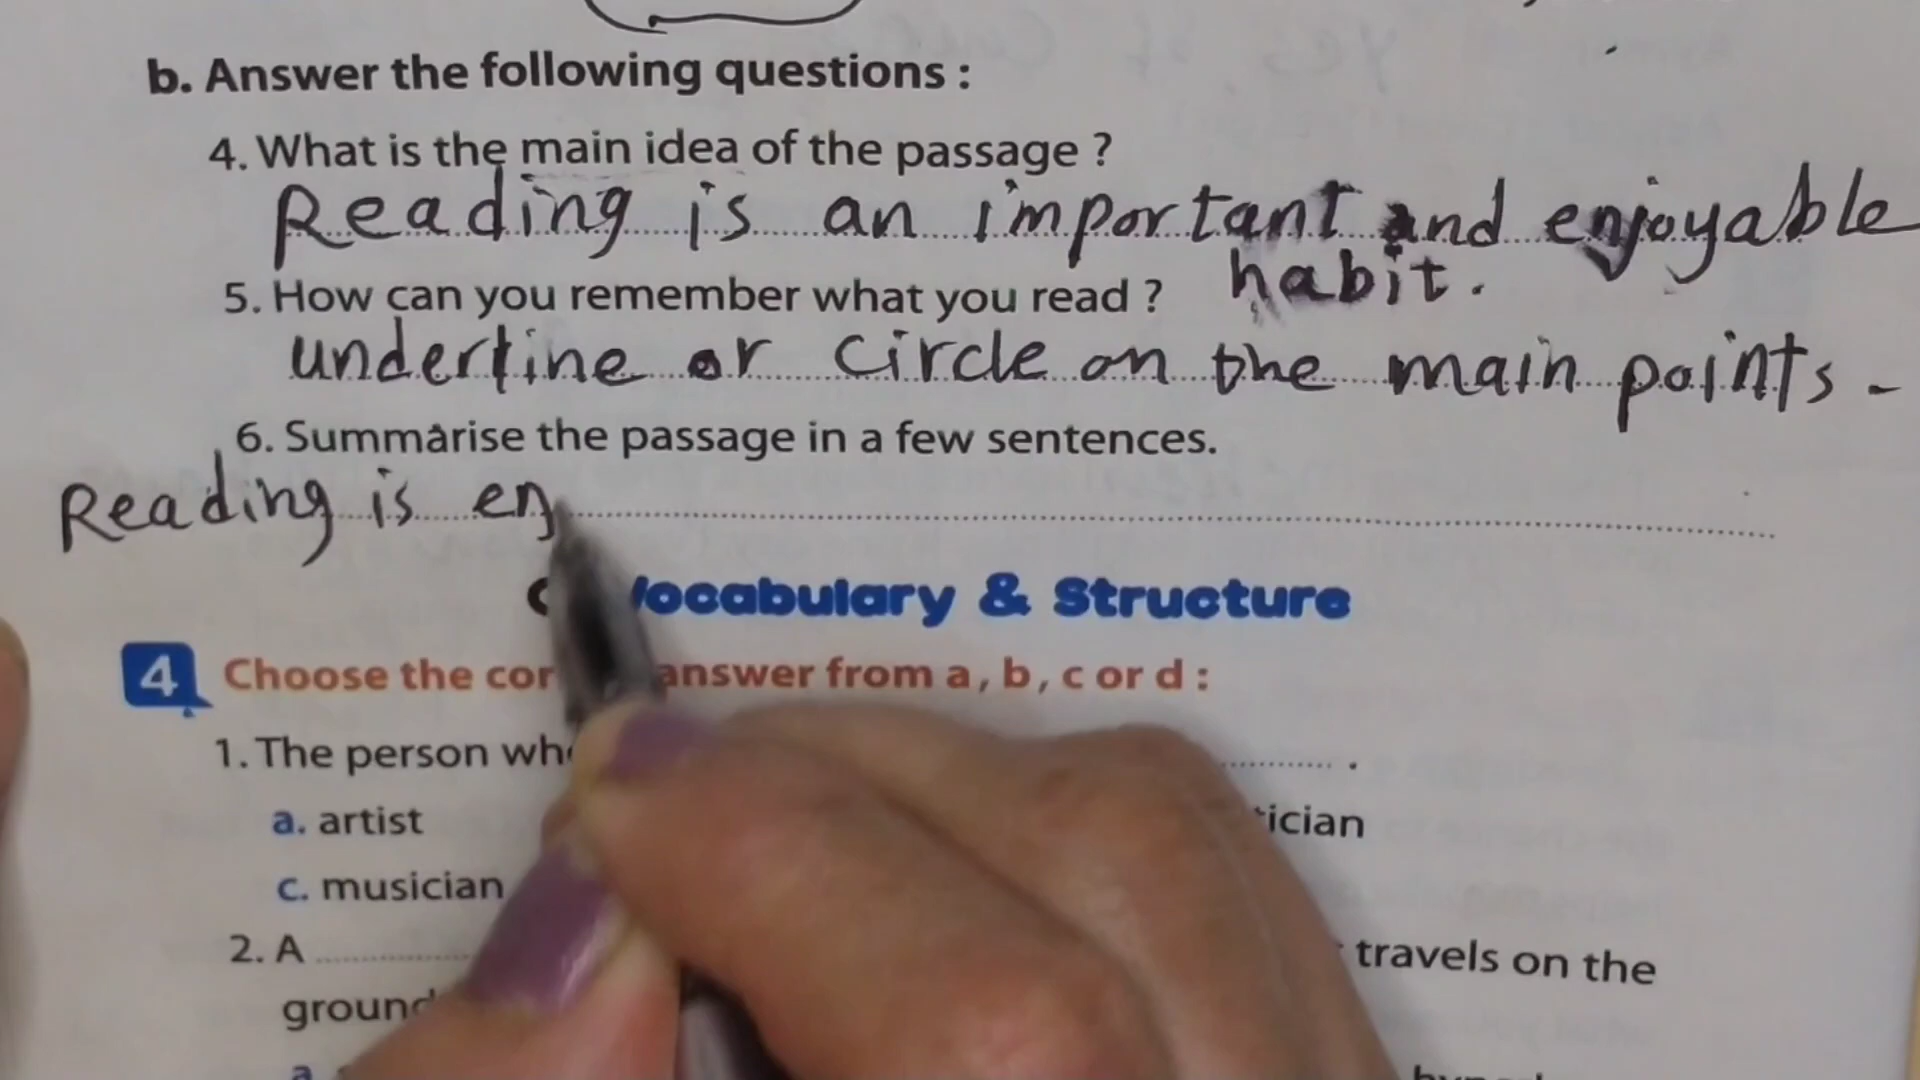 b. Answer the following questions :
4. What is the main idea of the passage ?
Reading is an important and enjoyable
habit.
5. How can you remember what you read ?
underline or circle on the main points.
6. Summarise the passage in a few sentences.
Reading is en
Vocabulary & Structure
4 Choose the answer from a, b, c or d :
1. The person .
a. artist
c. musician
2. A travels on the
ground